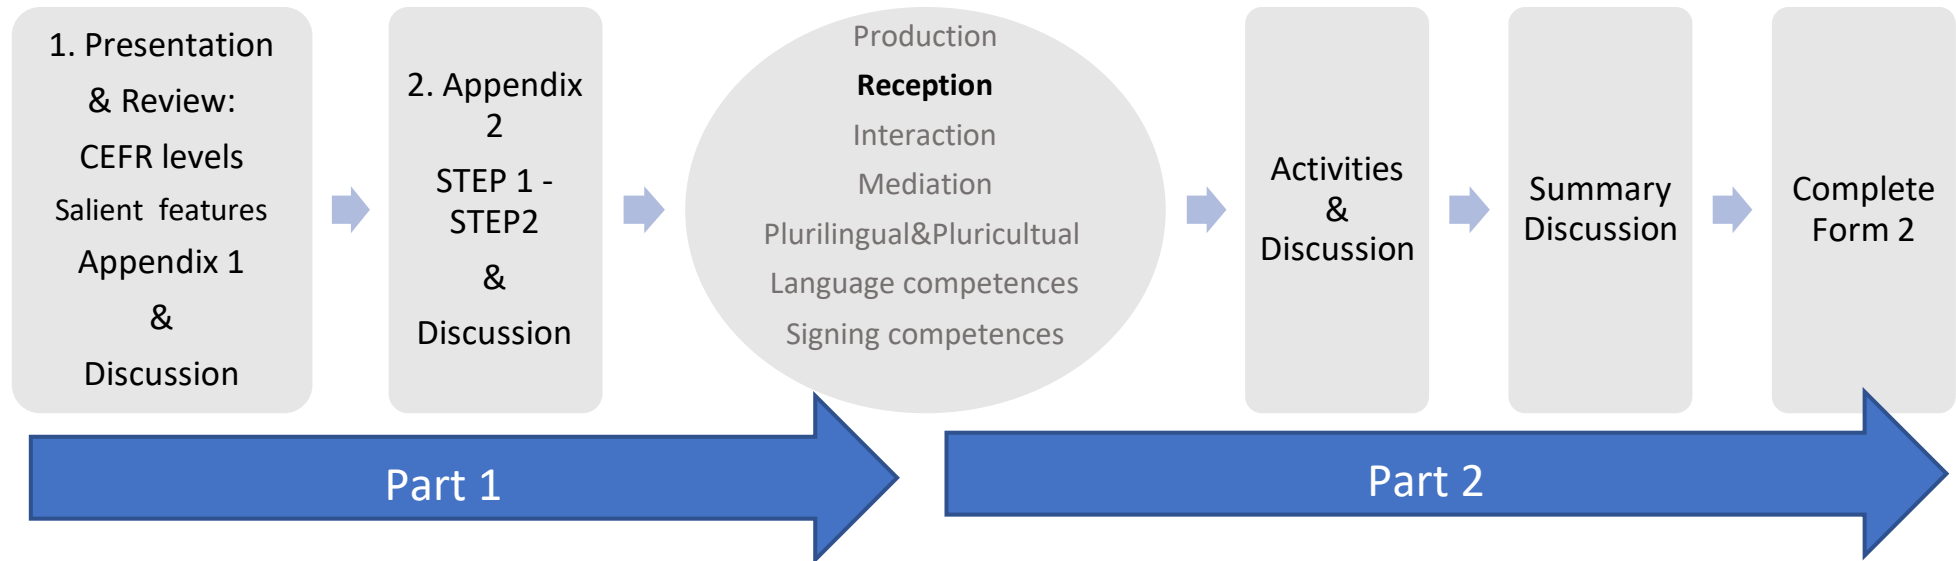 1. Presentation
& Review:
CEFR levels
Salient features
Appendix 1
&
Discussion
2. Appendix
2
STEP 1 -
STEP2
&
Discussion
Production
Reception
Interaction
Mediation
Plurilingual&Pluricultual
Language competences
Signing competences
Activities
&
Discussion
Summary
Discussion
Complete
Form 2
Part 1
Part 2